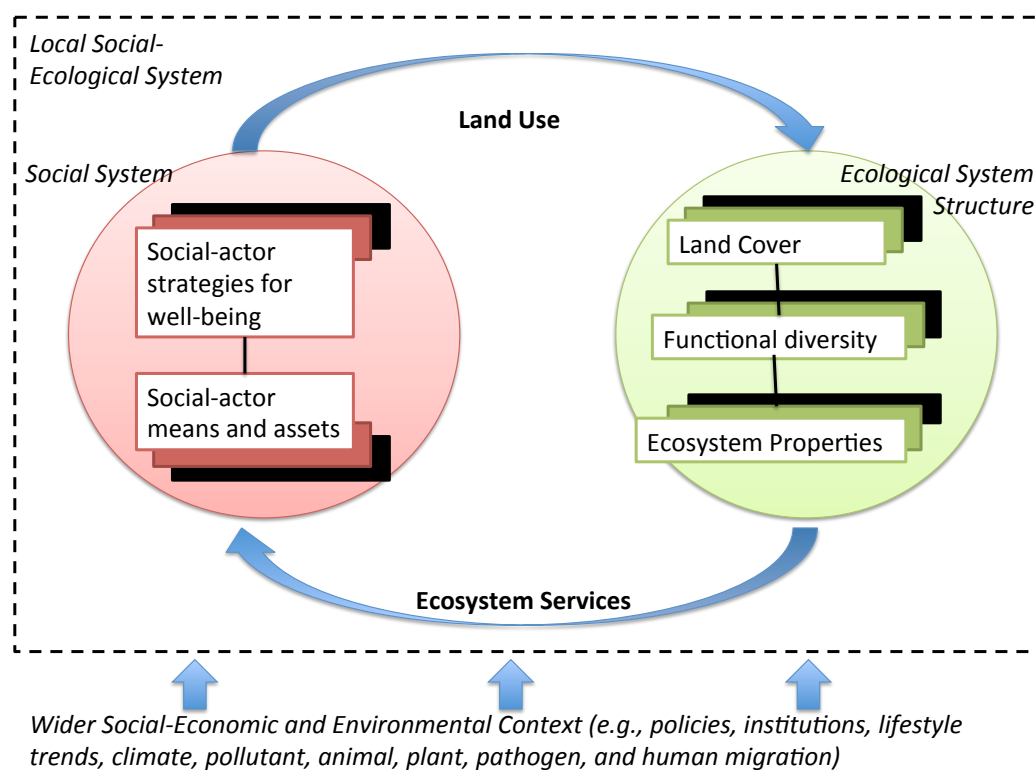 Local Social-
Ecological System
Land Use
Social System
Ecological System
Structure
Social-actor
strategies for
well-being
Social-actor
means and assets
Land Cover
Functional diversity
Ecosystem Properties
Ecosystem Services
Wider Social-Economic and Environmental Context (e.g., policies, institutions, lifestyle
trends, climate, pollutant, animal, plant, pathogen, and human migration)